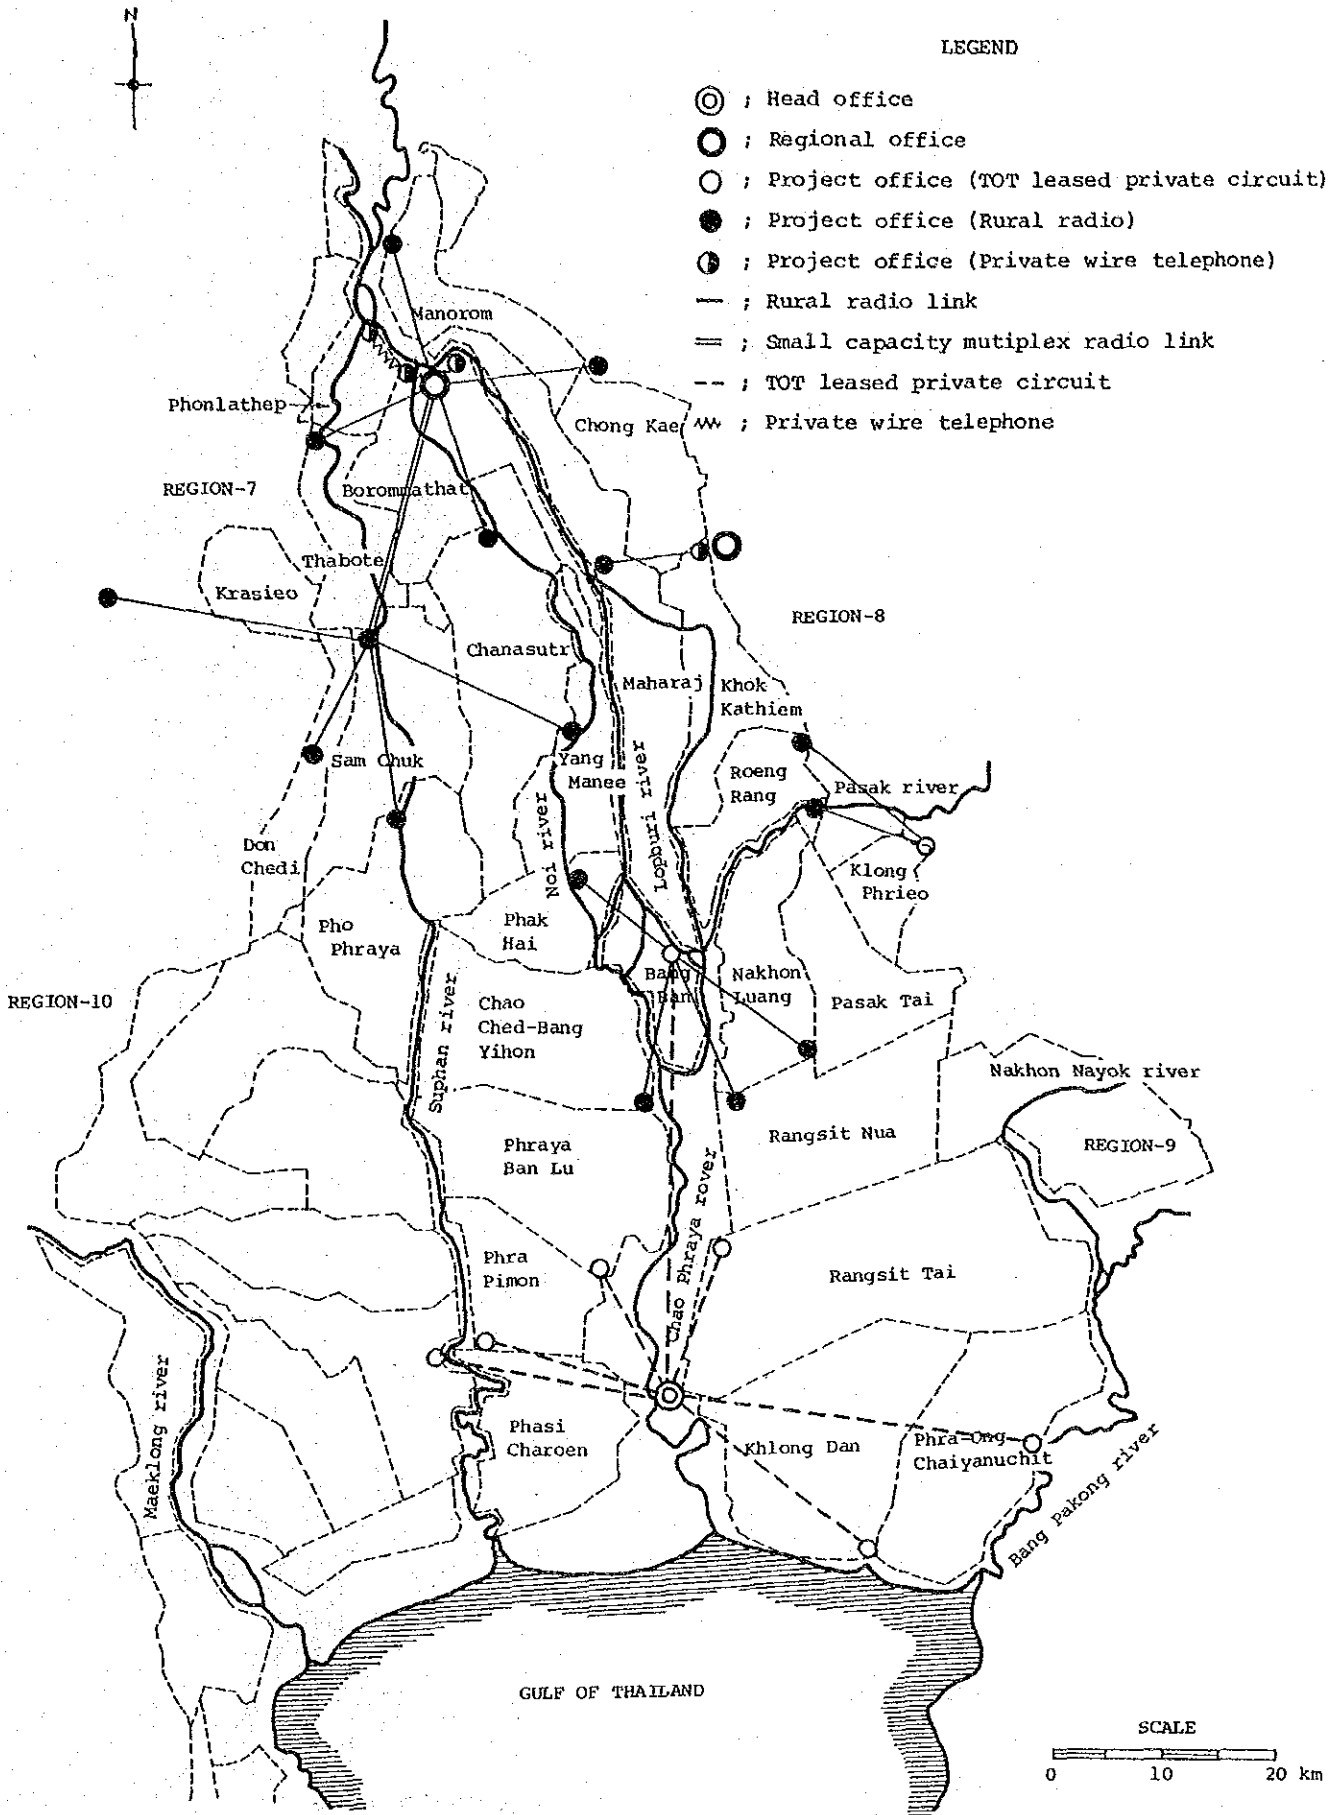 N
LEGEND
; Head office
; Regional office
; Project office (TOT leased private circuit)
; Project office (Rural radio)
; Project office (Private wire telephone)
; Rural radio link
; Small capacity mutiplex radio link
; TOT leased private circuit
; Private wire telephone
Manorom
Phonlathep
Chong Kae
REGION-7
Borommathat
Thabote
Krasieo
REGION-8
Chanasutr
Maharaj
Khok
Kathiem
Sam Chuk
Yang
Manee
Lopburi river
Roeng
Rang
Pasak river
Noi river
Don
Chedi
Klong
Phrieo
Pho
Phraya
Phak
Hai
Bang
Ban
Nakhon
Luang
Pasak Tai
REGION-10
Suphan river
Chao
Ched-Bang
Yihon
Nakhon Nayok river
Rangsit Nua
REGION-9
Phraya
Ban Lu
Chao Phraya rover
Phra
Pimon
Rangsit Tai
Maeklong river
Phasi
Charoen
Khlong Dan
Phra-Ong
Chaiyanuchit
Bang Pakong river
GULF OF THAILAND
SCALE
0 10 20 km